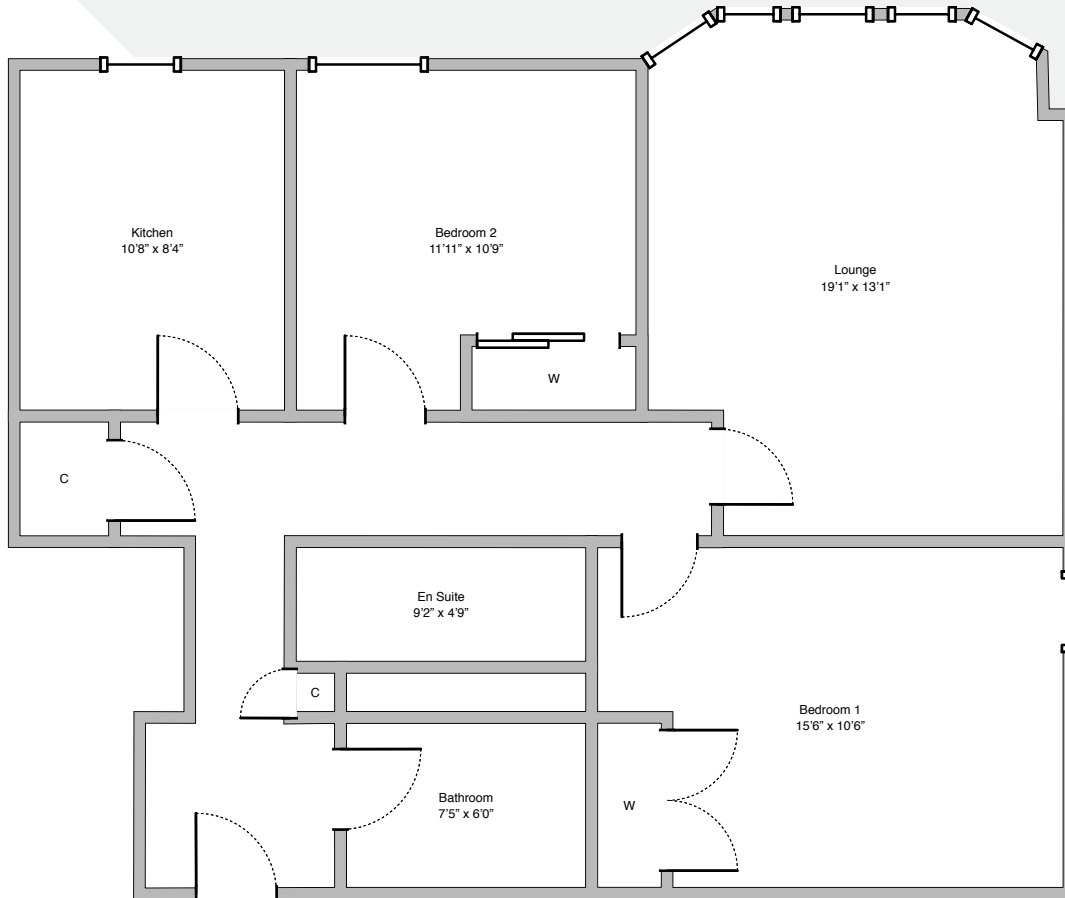 Kitchen
10'8" x 8'4"
Bedroom 2
11'11" x 10'9"
Lounge
19'1" x 13'1"
W
C
En Suite
9'2" x 4'9"
C
Bedroom 1
15'6" x 10'6"
Bathroom
7'5" x 6'0"
W